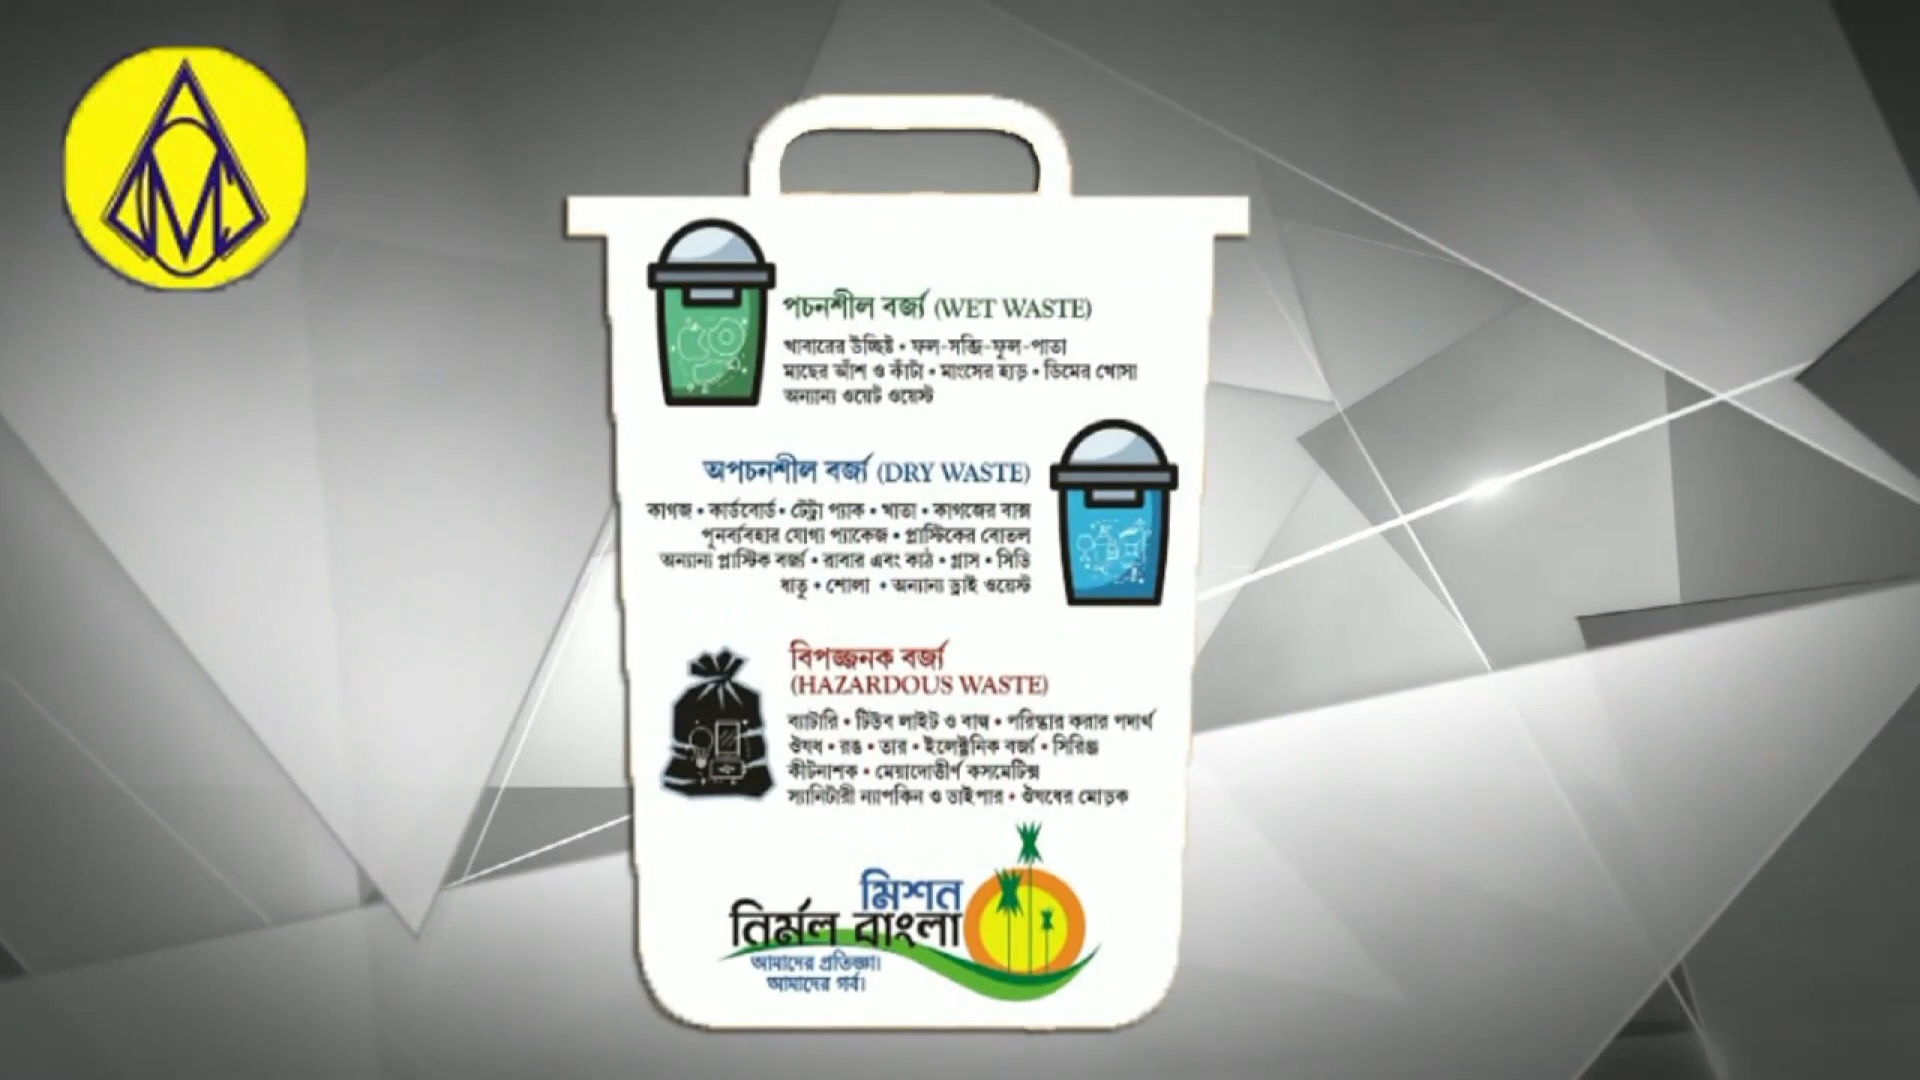 পচনশীল বর্জ্য (WET WASTE)
খাবারের উচ্ছিষ্ট • ফল-সব্জি-ফুল-পাতা
মাছের আঁশ ও কাঁটা • মাংসের হাড় • ডিমের খোসা
অন্যান্য ওয়েট ওয়েস্ট
অপচনশীল বর্জ্য (DRY WASTE)
কাগজ • কার্ডবোর্ড • টেট্রা প্যাক • খাতা • কাগজের বাক্স
পুনর্ব্যবহার যোগ্য প্যাকেজ • প্লাস্টিকের বোতল
অন্যান্য প্লাস্টিক বর্জ্য • রাবার এবং কাঠ • গ্লাস • সিডি
ধাতু • শোলা • অন্যান্য ড্রাই ওয়েস্ট
বিপজ্জনক বর্জ্য
(HAZARDOUS WASTE)
ব্যাটারি • টিউব লাইট ও বাল্ব • পরিস্কার করার পদার্থ
ঔষধ • রঙ • তার • ইলেক্ট্রনিক বর্জ্য • সিরিঞ্জ
কীটনাশক • মেয়াদোত্তীর্ণ কসমেটিক্স
স্যানিটারী ন্যাপকিন ও ডাইপার • ঔষধের মোড়ক
মিশন
নির্মল বাংলা
আমাদের প্রতিজ্ঞা।
আমাদের গর্ব।